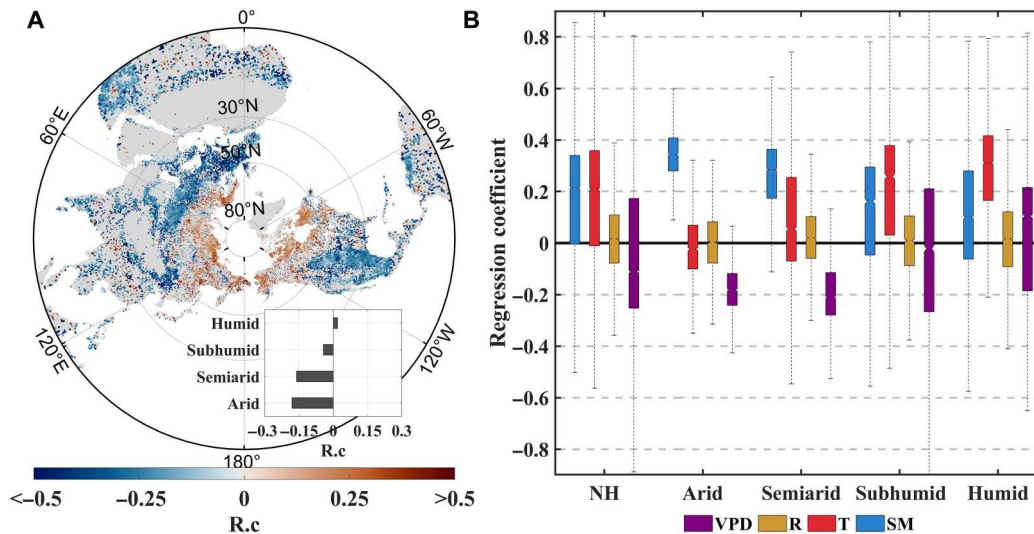 A
0°
30°N
50°N
80°N
60°E
60°W
120°E
120°W
180°
Humid
Subhumid
Semiarid
Arid
−0.3 −0.15 0 0.15 0.3
R.c
<−0.5 −0.25 0 0.25 >0.5
R.c
B
Regression coefficient
0.8
0.6
0.4
0.2
0
−0.2
−0.4
−0.6
−0.8
NH Arid Semiarid Subhumid Humid
VPD R T SM